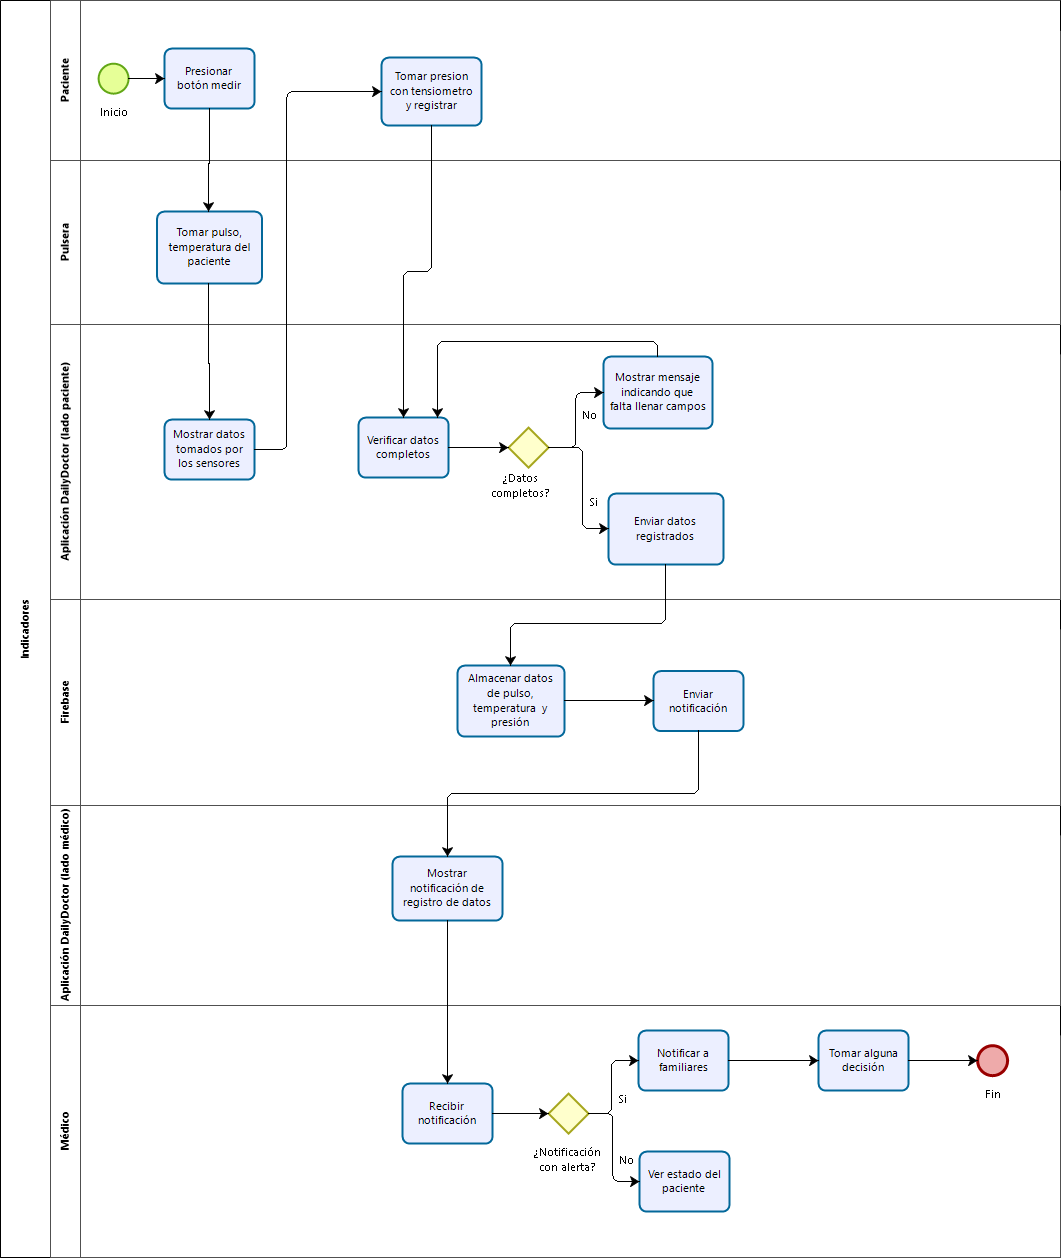 Indicadores
Paciente
Inicio
Presionar
botón medir
Tomar presion
con tensiometro
y registrar
Pulsera
Tomar pulso,
temperatura del
paciente
Aplicación DailyDoctor (lado paciente)
Mostrar datos
tomados por
los sensores
Verificar datos
completos
¿Datos
completos?
No
Mostrar mensaje
indicando que
falta llenar campos
Si
Enviar datos
registrados
Firebase
Almacenar datos
de pulso,
temperatura y
presión
Enviar
notificación
Aplicación DailyDoctor (lado médico)
Mostrar
notificación de
registro de datos
Médico
Recibir
notificación
¿Notificación
con alerta?
Si
Notificar a
familiares
Tomar alguna
decisión
Fin
No
Ver estado del
paciente